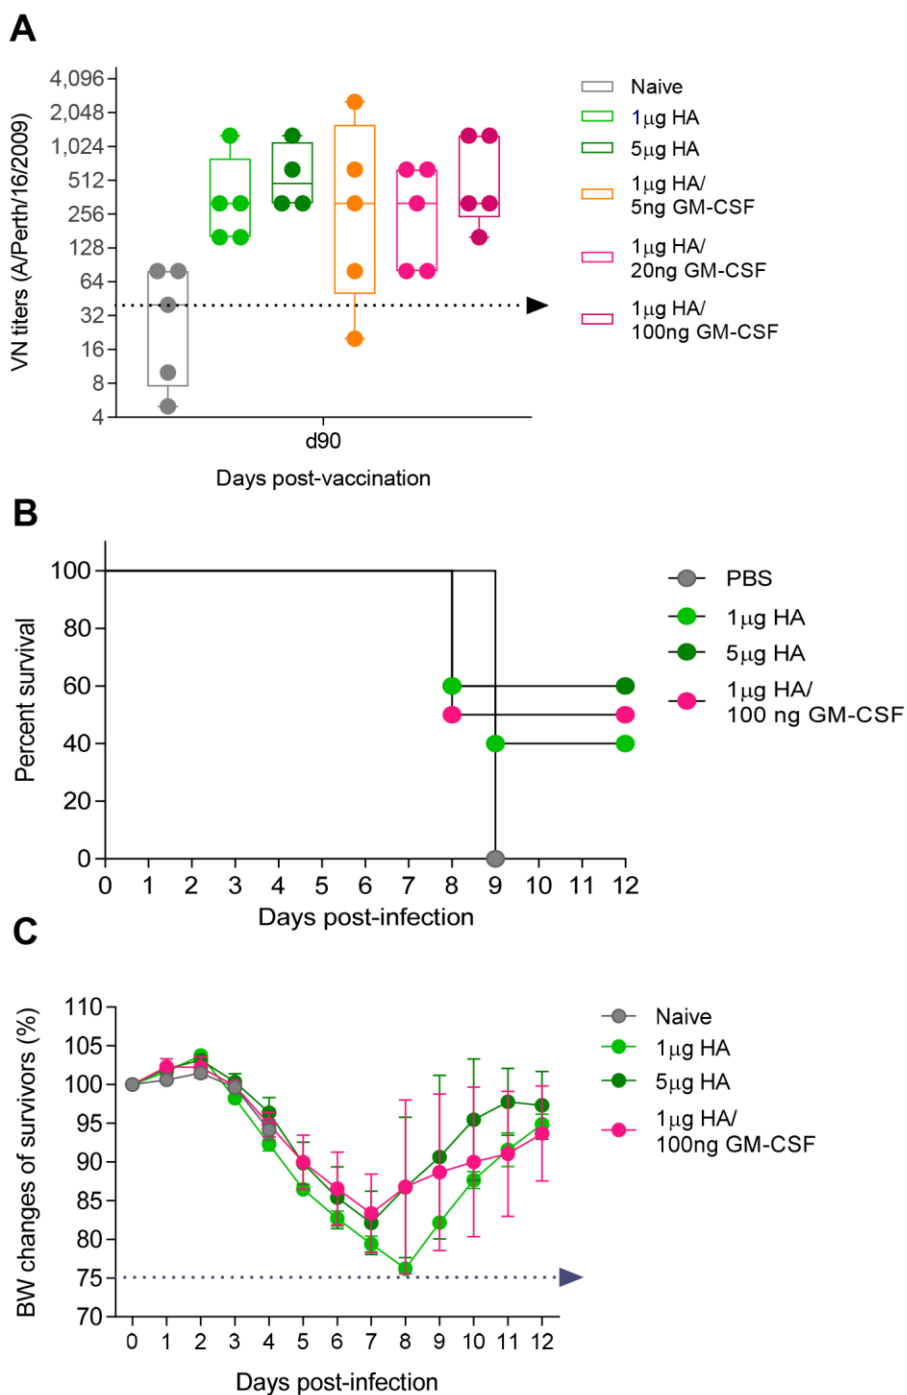 A
VN titers (A/Perth/16/2009)
4,096
2,048
1,024
512
256
128
64
32
16
8
4
d90
Days post-vaccination
Naive
1µg HA
5µg HA
1µg HA/
5ng GM-CSF
1µg HA/
20ng GM-CSF
1µg HA/
100ng GM-CSF
B
Percent survival
100
80
60
40
20
0
0 1 2 3 4 5 6 7 8 9 10 11 12
Days post-infection
PBS
1µg HA
5µg HA
1µg HA/
100 ng GM-CSF
C
BW changes of survivors (%)
110
105
100
95
90
85
80
75
70
0 1 2 3 4 5 6 7 8 9 10 11 12
Days post-infection
Naive
1µg HA
5µg HA
1µg HA/
100ng GM-CSF